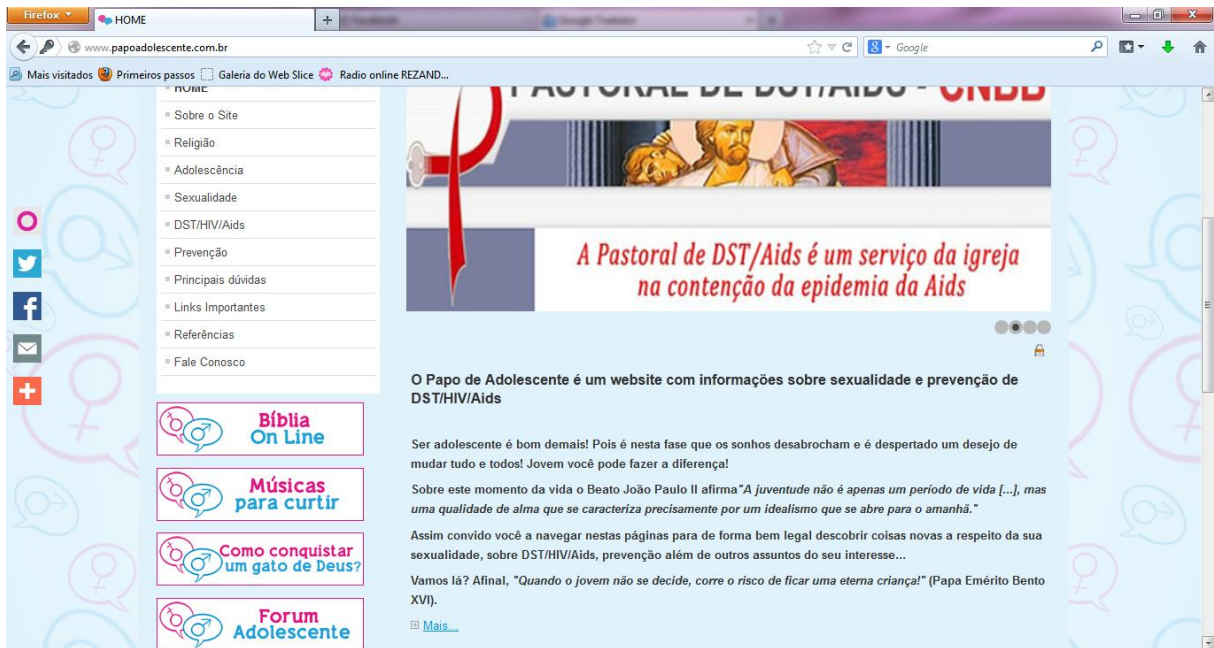 Firefox
HOME
www.papoadolescente.com.br
Google
Mais visitados
Primeiros passos
Galeria do Web Slice
Radio online REZAND...
HOME
Sobre o Site
Religião
Adolescência
Sexualidade
DST/HIV/Aids
Prevenção
Principais dúvidas
Links Importantes
Referências
Fale Conosco
Bíblia
On Line
Músicas
para curtir
Como conquistar
um gato de Deus?
Forum
Adolescente
PASTORAL DE DST/AIDS - CNBB
A Pastoral de DST/Aids é um serviço da igreja
na contenção da epidemia da Aids
O Papo de Adolescente é um website com informações sobre sexualidade e prevenção de
DST/HIV/Aids
Ser adolescente é bom demais! Pois é nesta fase que os sonhos desabrocham e é despertado um desejo de
mudar tudo e todos! Jovem você pode fazer a diferença!
Sobre este momento da vida o Beato João Paulo II afirma"A juventude não é apenas um período de vida [...], mas
uma qualidade de alma que se caracteriza precisamente por um idealismo que se abre para o amanhã."
Assim convido você a navegar nestas páginas para de forma bem legal descobrir coisas novas a respeito da sua
sexualidade, sobre DST/HIV/Aids, prevenção além de outros assuntos do seu interesse...
Vamos lá? Afinal, "Quando o jovem não se decide, corre o risco de ficar uma eterna criança!" (Papa Emérito Bento
XVI).
Mais...